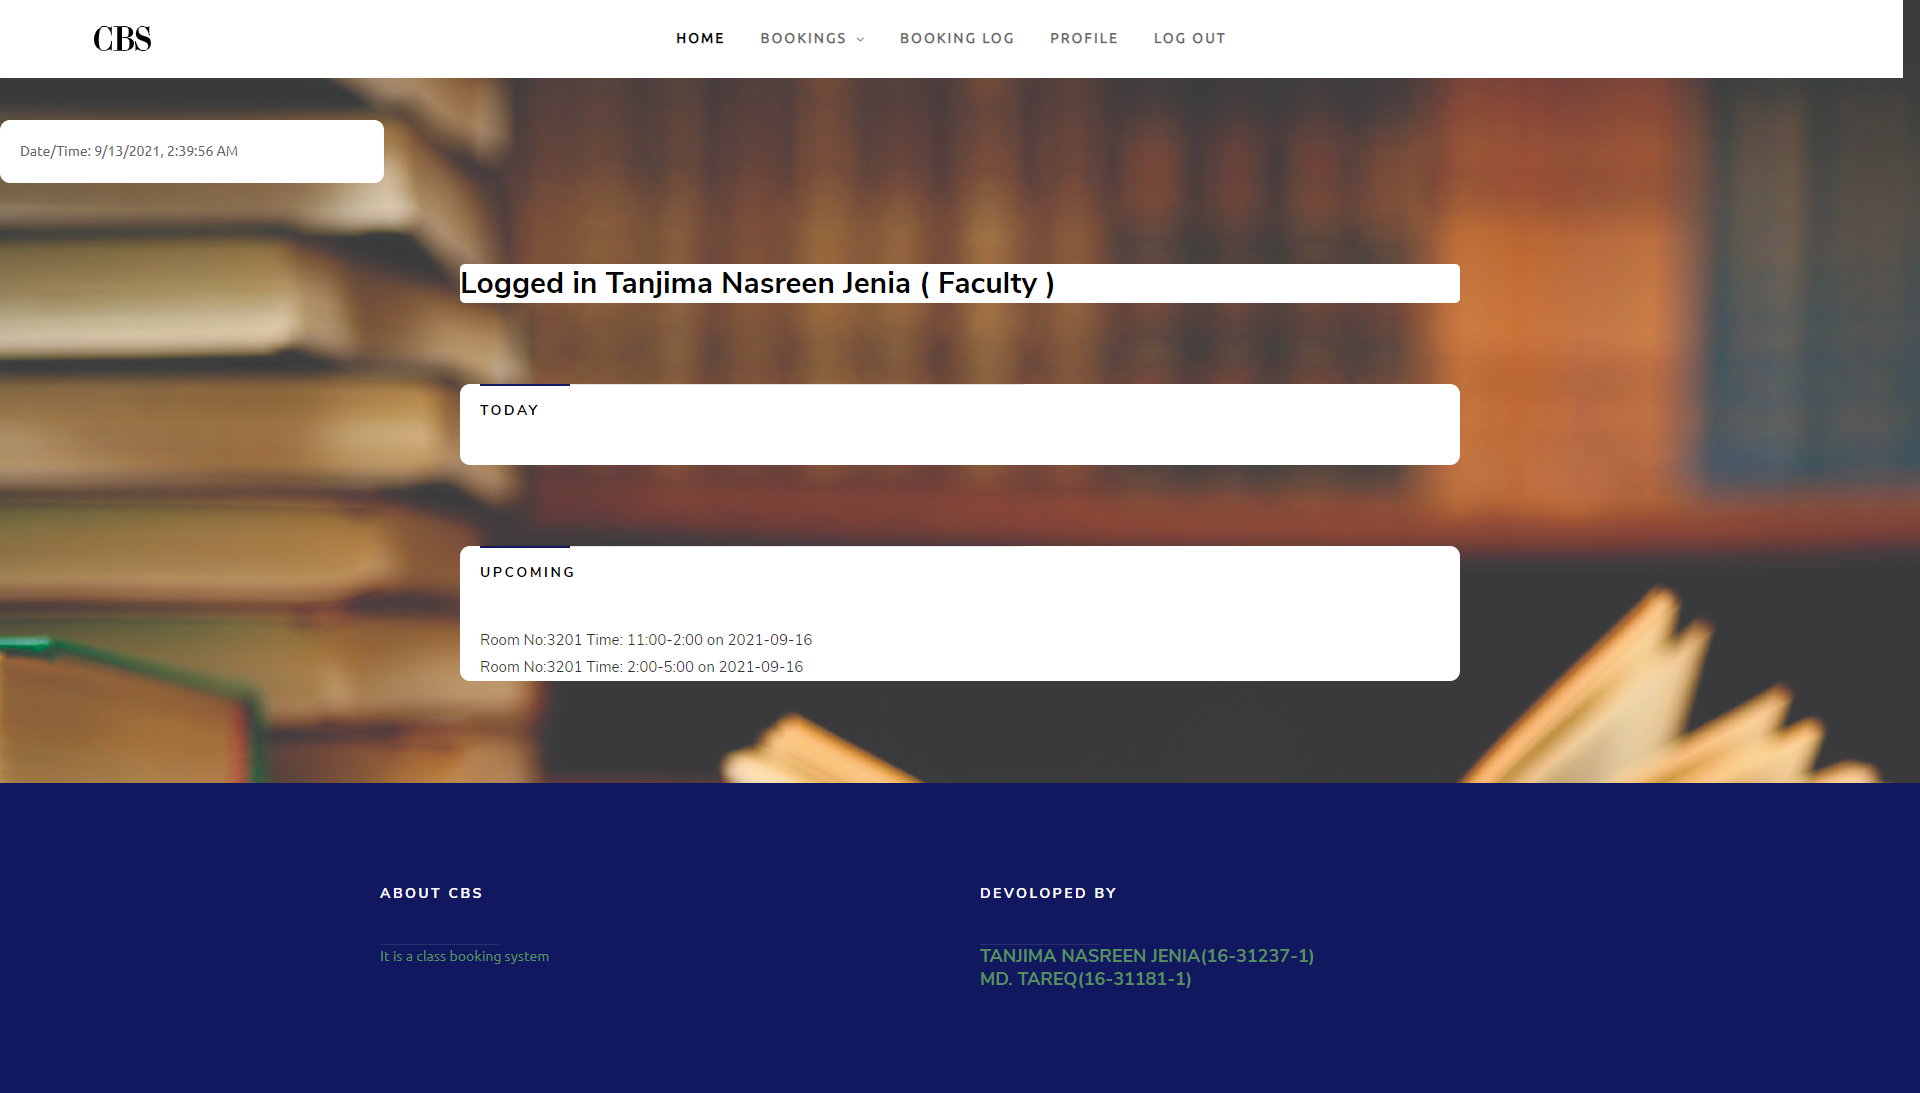 CBS
HOME BOOKINGS BOOKING LOG PROFILE LOG OUT
Date/Time: 9/13/2021, 2:39:56 AM
Logged in Tanjima Nasreen Jenia ( Faculty )
TODAY
UPCOMING
Room No:3201 Time: 11:00-2:00 on 2021-09-16
Room No:3201 Time: 2:00-5:00 on 2021-09-16
ABOUT CBS
It is a class booking system
DEVOLOPED BY
TANJIMA NASREEN JENIA(16-31237-1)
MD. TAREQ(16-31181-1)